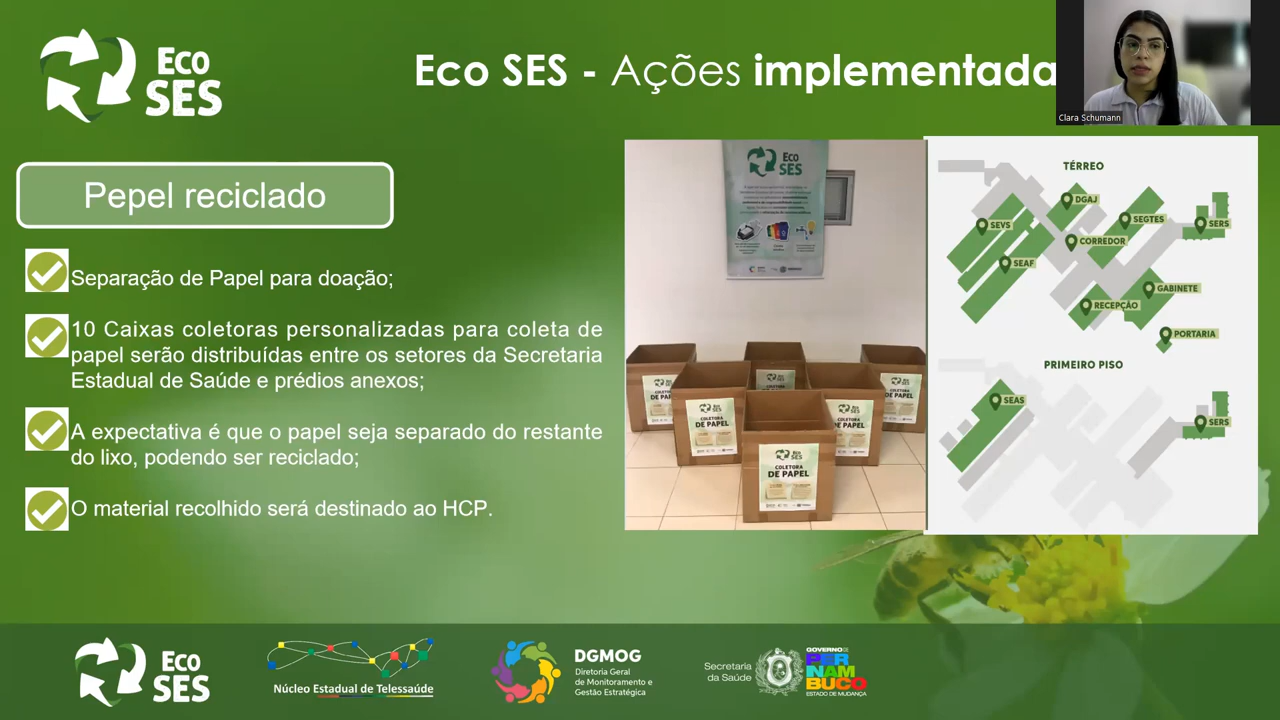 Eco
SES
Eco SES - Ações implementada
Clara Schumann
Pepel reciclado
Separação de Papel para doação;
10 Caixas coletoras personalizadas para coleta de
papel serão distribuídas entre os setores da Secretaria
Estadual de Saúde e prédios anexos;
A expectativa é que o papel seja separado do restante
do lixo, podendo ser reciclado;
O material recolhido será destinado ao HCP.
Eco
SES
COLETORA
DE PAPEL
COLETORA
DE PAPEL
TÉRREO
DGAJ
SEVS
SEGTES
SERS
CORREDOR
SEAF
GABINETE
RECEPÇÃO
PORTARIA
PRIMEIRO PISO
SEAS
SERS
Eco
SES
Núcleo Estadual de Telessaúde
DGMOG
Diretoria Geral
de Monitoramento e
Gestão Estratégica
Secretaria
da Saúde
GOVERNO DE
PER
NAM
BUCO
ESTADO DE MUDANÇA